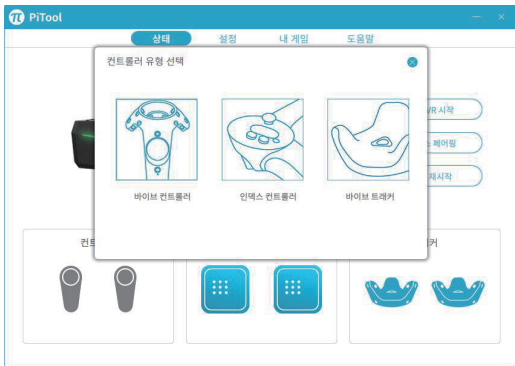 PiTool
상태 설정 내 게임 도움말
컨트롤러 유형 선택
VR 시작
페어링
재시작
바이브 컨트롤러 인덱스 컨트롤러 바이브 트래커
컨트
커